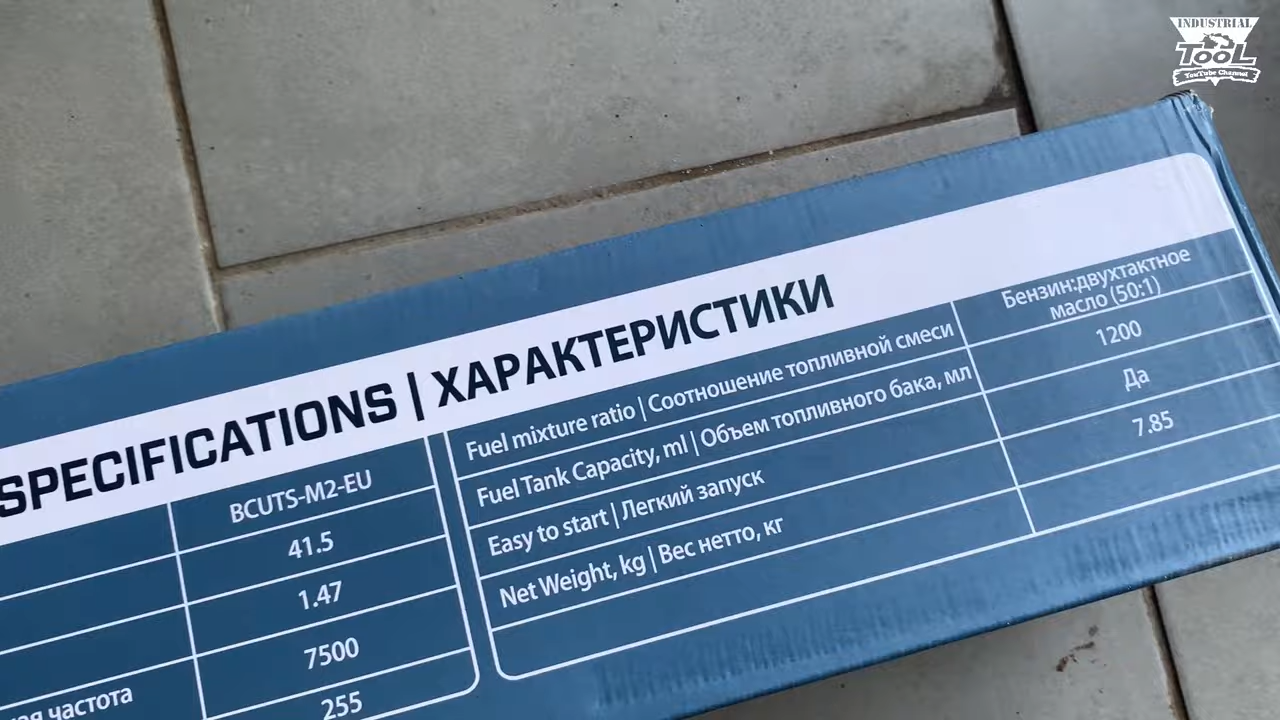 INDUSTRIAL
TOOL
YouTube Channel
SPECIFICATIONS | ХАРАКТЕРИСТИКИ
BCUTS-M2-EU
41.5
1.47
7500
частота
255
Fuel mixture ratio | Соотношение топливной смеси
Бензин:двухтактное
масло (50:1)
Fuel Tank Capacity, ml | Объем топливного бака, мл
1200
Easy to start | Легкий запуск
Да
Net Weight, kg | Вес нетто, кг
7.85